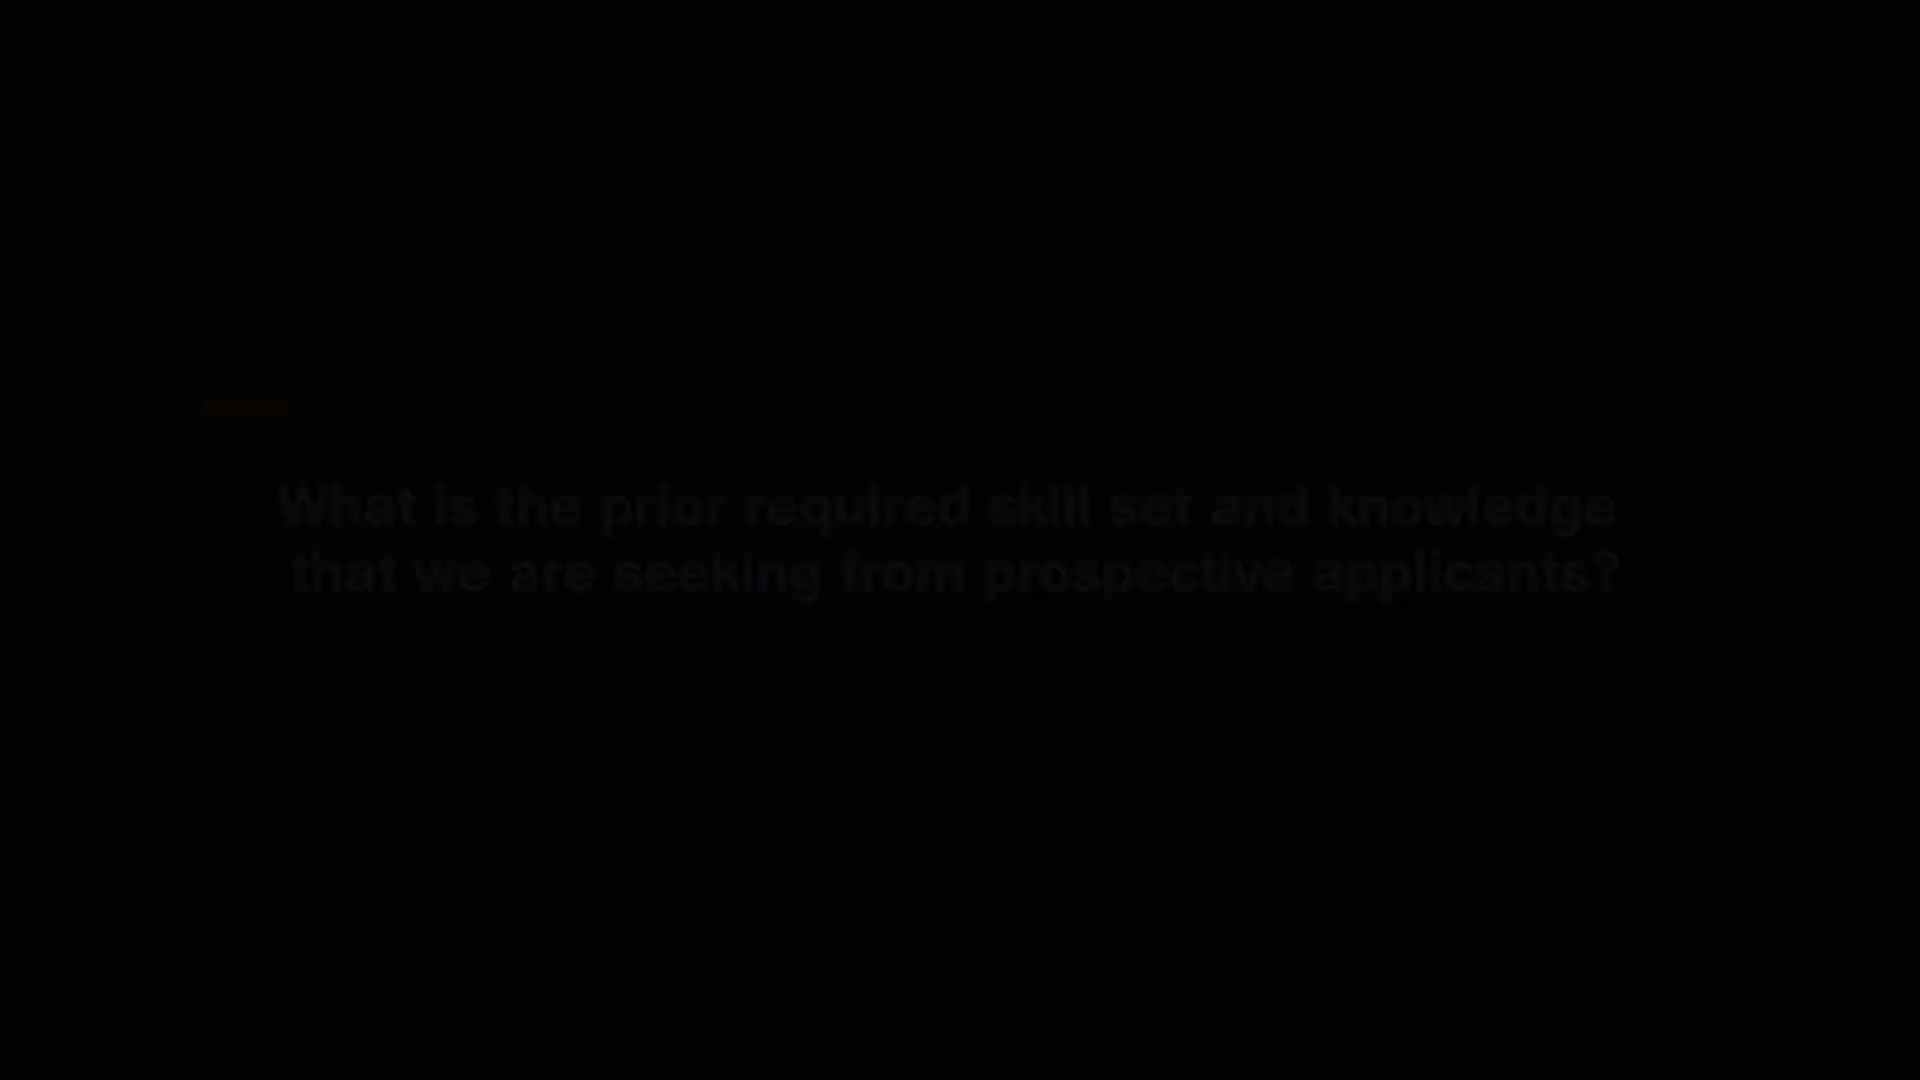 What is the prior required skill set and knowledge
that we are seeking from prospective applicants?